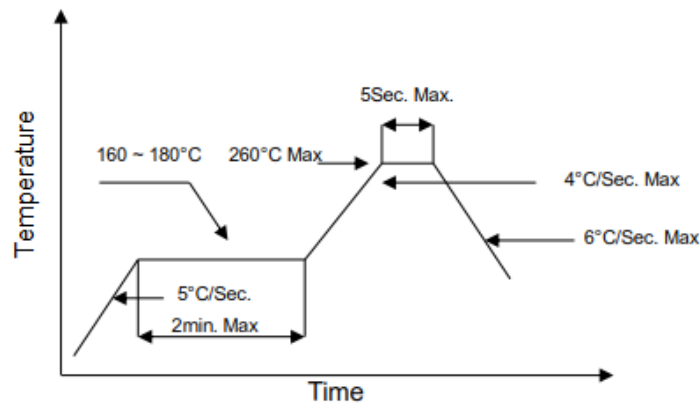 5Sec. Max.
160 ~ 180°C
260°C Max
4°C/Sec. Max
6°C/Sec. Max
5°C/Sec.
2min. Max
Temperature
Time